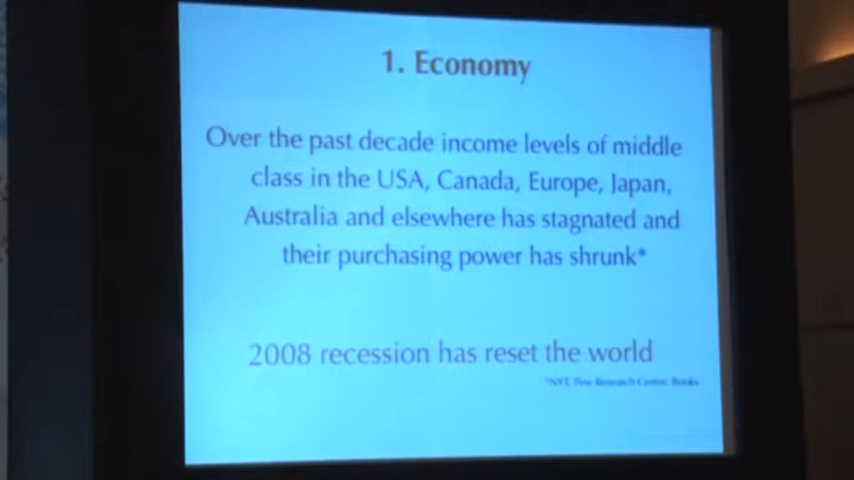 1. Economy
Over the past decade income levels of middle
class in the USA, Canada, Europe, Japan,
Australia and elsewhere has stagnated and
their purchasing power has shrunk*
2008 recession has reset the world
*NYT, Pew Research Center, Books